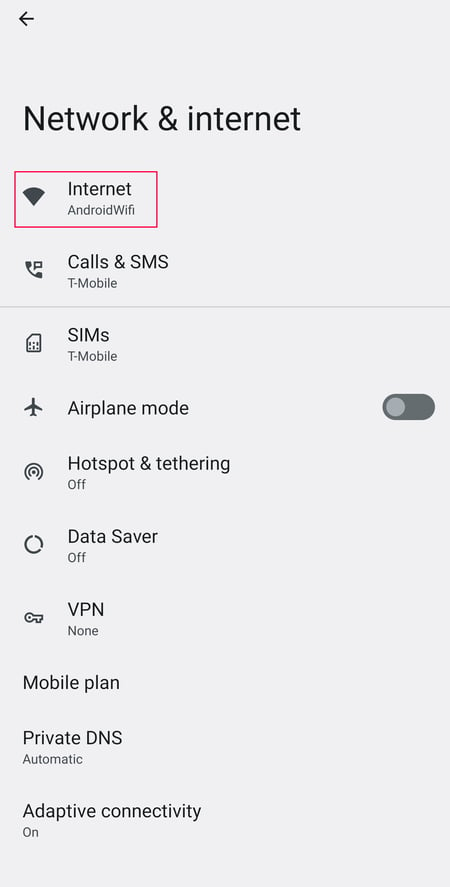 Network & internet
Internet
AndroidWifi
Calls & SMS
T-Mobile
SIMs
T-Mobile
Airplane mode
Hotspot & tethering
Off
Data Saver
Off
VPN
None
Mobile plan
Private DNS
Automatic
Adaptive connectivity
On